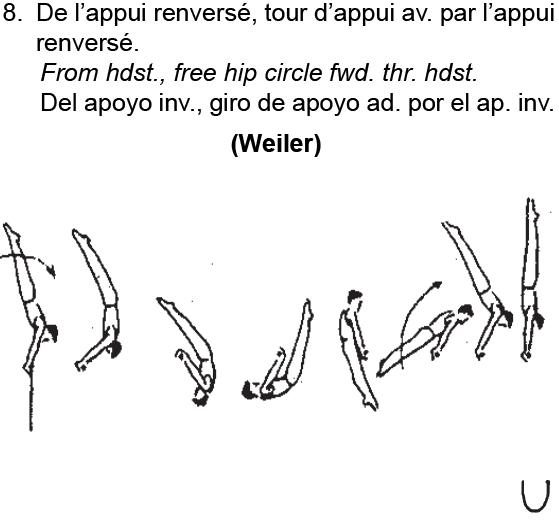 8. De l’appui renversé, tour d’appui av. par l’appui
renversé.
From hdst., free hip circle fwd. thr. hdst.
Del apoyo inv., giro de apoyo ad. por el ap. inv.
(Weiler)